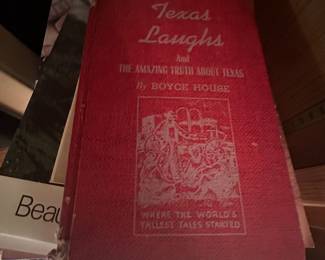 Texas
Laughs
And
THE AMAZING TRUTH ABOUT TEXAS
By BOYCE HOUSE
WHERE THE WORLD'S
TALLEST TALES STARTED
Beau